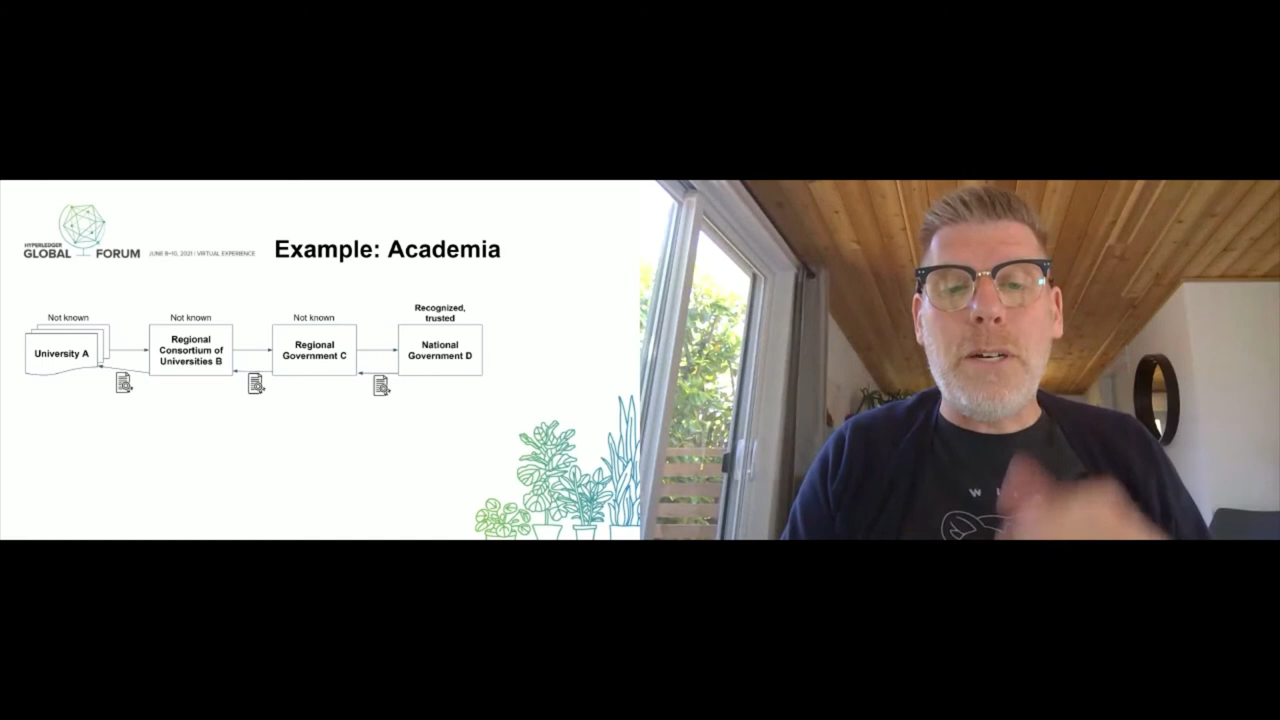 HYPERLEDGER
GLOBAL FORUM
JUNE 8–10, 2021 | VIRTUAL EXPERIENCE
Example: Academia
Not known
Not known
Not known
Recognized,
trusted
University A
Regional
Consortium of
Universities B
Regional
Government C
National
Government D
W